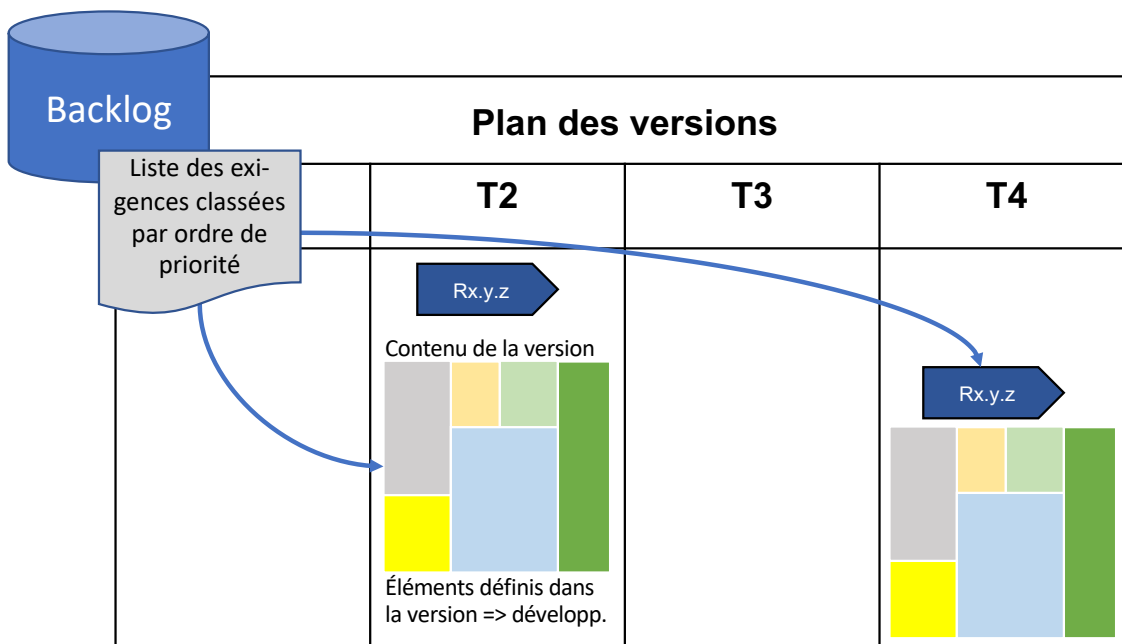 Backlog
Plan des versions
Liste des exi-
gences classées
par ordre de
priorité
T2
T3
T4
Rx.y.z
Contenu de la version
Éléments définis dans
la version => développ.
Rx.y.z